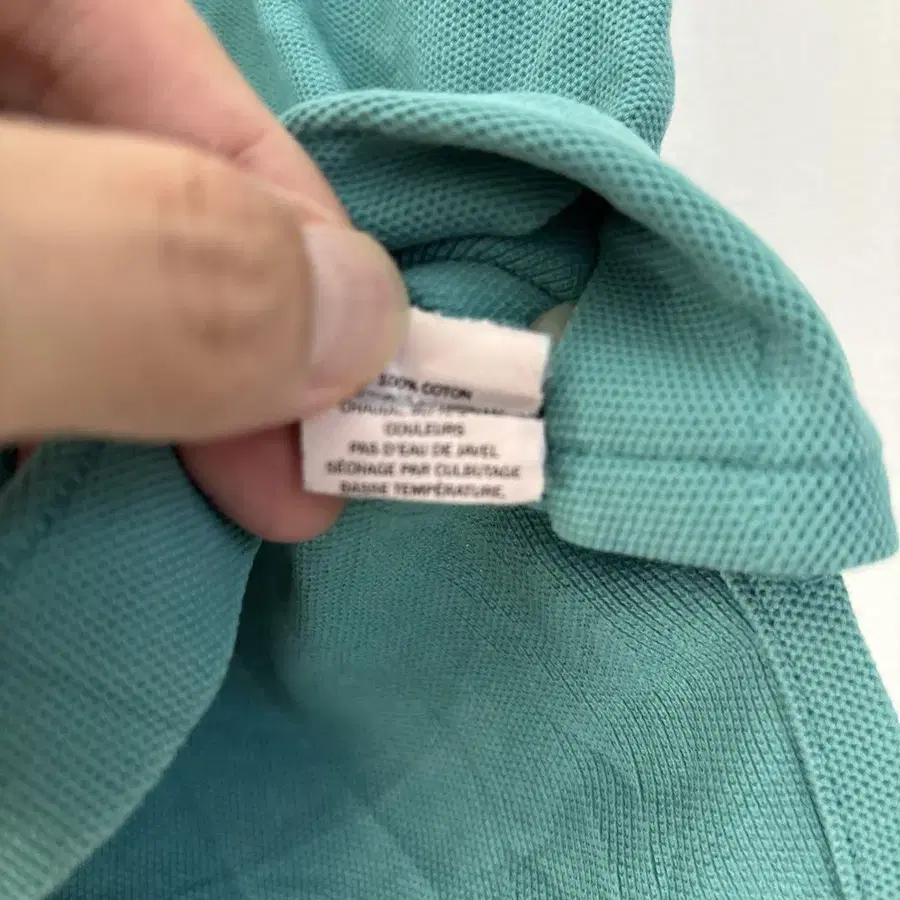 100% COTON
COULEURS
PAS D'EAU DE JAVEL
SÉCHAGE PAR CULBUTAGE
BASSE TEMPÉRATURE.